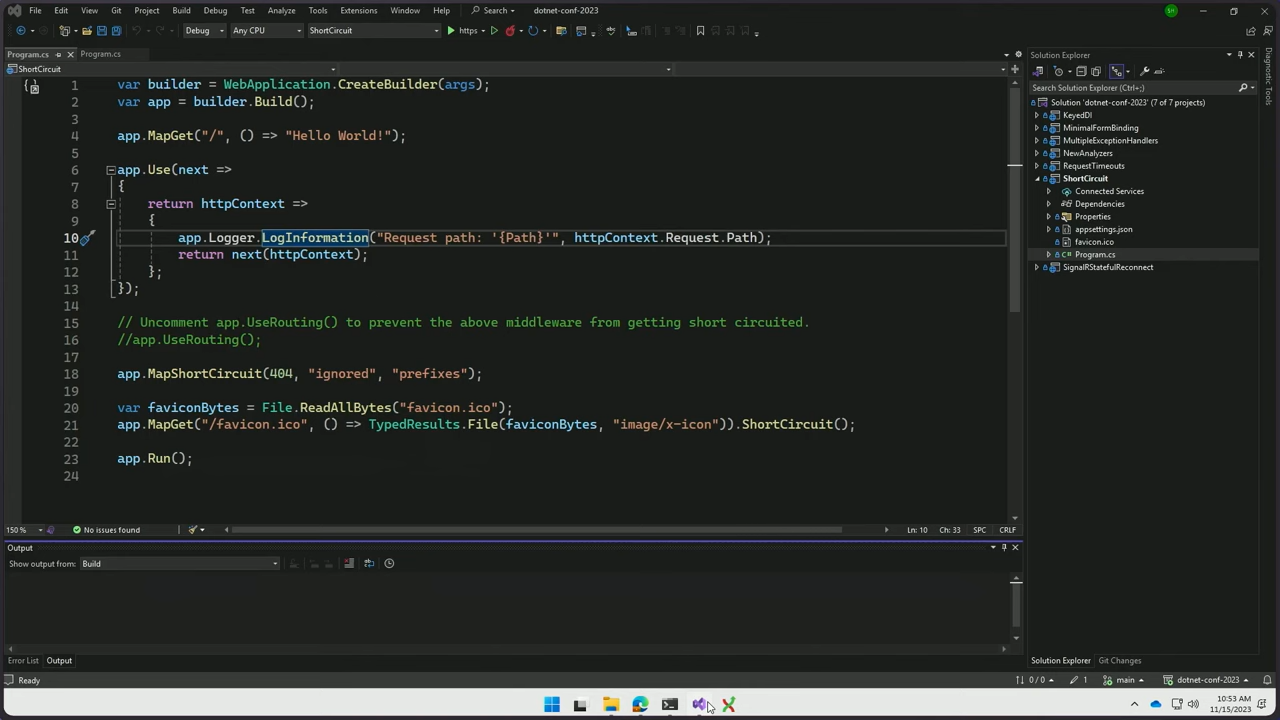 File Edit View Git Project Build Debug Test Analyze Tools Extensions Window Help Search dotnet-conf-2023 SH
Debug Any CPU ShortCircuit https
Program.cs Program.cs
ShortCircuit
1 var builder = WebApplication.CreateBuilder(args);
2 var app = builder.Build();
3
4 app.MapGet("/", () => "Hello World!");
5
6 app.Use(next =>
7 {
8 return httpContext =>
9 {
10 app.Logger.LogInformation("Request path: '{Path}'", httpContext.Request.Path);
11 return next(httpContext);
12 };
13 });
14
15 // Uncomment app.UseRouting() to prevent the above middleware from getting short circuited.
16 //app.UseRouting();
17
18 app.MapShortCircuit(404, "ignored", "prefixes");
19
20 var faviconBytes = File.ReadAllBytes("favicon.ico");
21 app.MapGet("/favicon.ico", () => TypedResults.File(faviconBytes, "image/x-icon")).ShortCircuit();
22
23 app.Run();
24
150 % No issues found Ln: 10 Ch: 33 SPC CRLF
Output
Show output from: Build
Error List Output
Solution Explorer
Search Solution Explorer (Ctrl+;)
Solution 'dotnet-conf-2023' (7 of 7 projects)
KeyedDI
MinimalFormBinding
MultipleExceptionHandlers
NewAnalyzers
RequestTimeouts
ShortCircuit
Connected Services
Dependencies
Properties
appsettings.json
favicon.ico
C# Program.cs
SignalRStatefulReconnect
Solution Explorer Git Changes
Diagnostic Tools
Ready 0 / 0 1 main dotnet-conf-2023
10:53 AM
11/15/2023